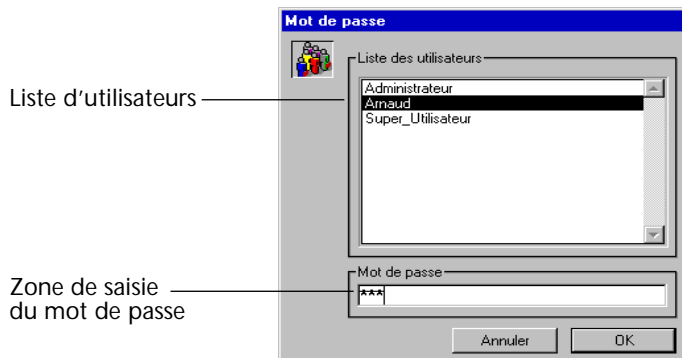 Mot de passe
Liste des utilisateurs
Liste d'utilisateurs
Administrateur
Arnaud
Super_Utilisateur
Zone de saisie
du mot de passe
Mot de passe
***
Annuler
OK